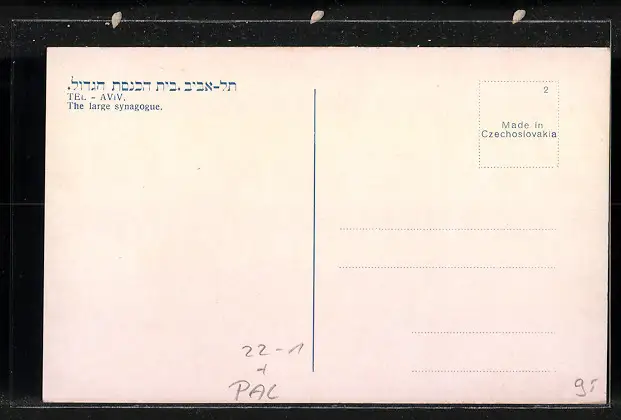 תל-אביב. בית הכנסת הגדול.
TEL. - AViV.
The large synagogue.
2
Made in
Czechoslovakia
22-1
PAL
95